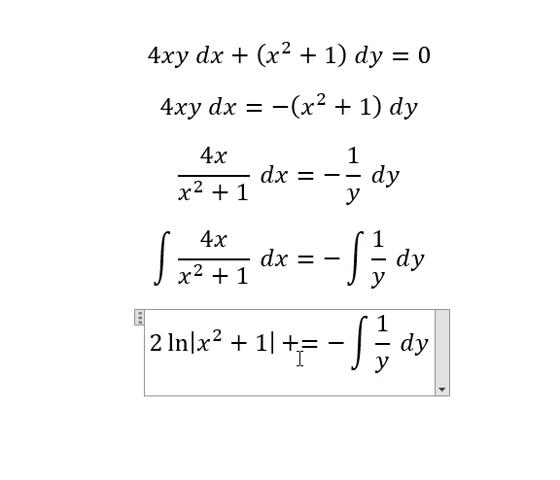 4xy dx + (x² + 1) dy = 0
4xy dx = −(x² + 1) dy
4x/(x² + 1) dx = −1/y dy
∫ 4x/(x² + 1) dx = −∫ 1/y dy
2 ln|x² + 1| += −∫ 1/y dy